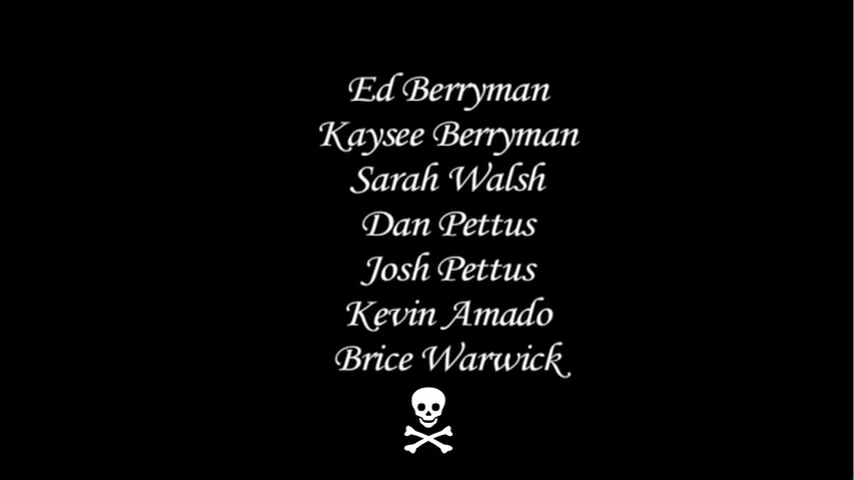 Ed Berryman
Kaysee Berryman
Sarah Walsh
Dan Pettus
Josh Pettus
Kevin Amado
Brice Warwick